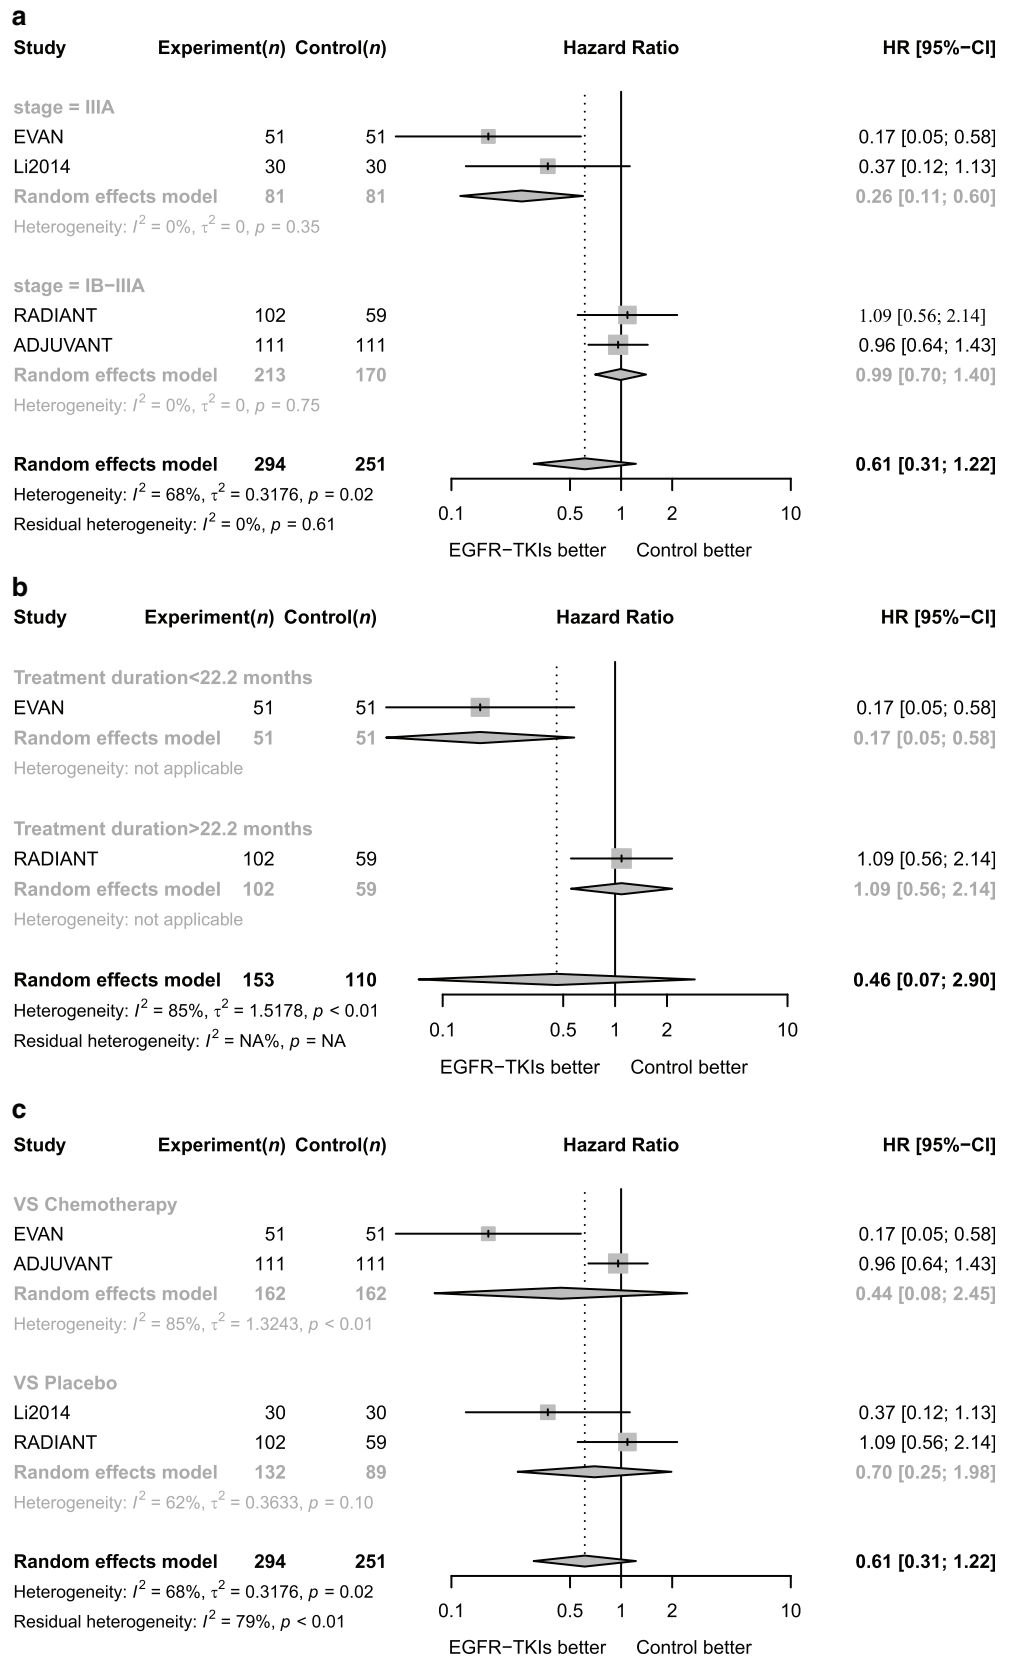 a
Study Experiment(n) Control(n) Hazard Ratio HR [95%−CI]
stage = IIIA
EVAN 51 51 0.17 [0.05; 0.58]
Li2014 30 30 0.37 [0.12; 1.13]
Random effects model 81 81 0.26 [0.11; 0.60]
Heterogeneity: I² = 0%, τ² = 0, p = 0.35
stage = IB−IIIA
RADIANT 102 59 1.09 [0.56; 2.14]
ADJUVANT 111 111 0.96 [0.64; 1.43]
Random effects model 213 170 0.99 [0.70; 1.40]
Heterogeneity: I² = 0%, τ² = 0, p = 0.75
Random effects model 294 251 0.61 [0.31; 1.22]
Heterogeneity: I² = 68%, τ² = 0.3176, p = 0.02
Residual heterogeneity: I² = 0%, p = 0.61
0.1 0.5 1 2 10
EGFR−TKIs better Control better
b
Study Experiment(n) Control(n) Hazard Ratio HR [95%−CI]
Treatment duration<22.2 months
EVAN 51 51 0.17 [0.05; 0.58]
Random effects model 51 51 0.17 [0.05; 0.58]
Heterogeneity: not applicable
Treatment duration>22.2 months
RADIANT 102 59 1.09 [0.56; 2.14]
Random effects model 102 59 1.09 [0.56; 2.14]
Heterogeneity: not applicable
Random effects model 153 110 0.46 [0.07; 2.90]
Heterogeneity: I² = 85%, τ² = 1.5178, p < 0.01
Residual heterogeneity: I² = NA%, p = NA
0.1 0.5 1 2 10
EGFR−TKIs better Control better
c
Study Experiment(n) Control(n) Hazard Ratio HR [95%−CI]
VS Chemotherapy
EVAN 51 51 0.17 [0.05; 0.58]
ADJUVANT 111 111 0.96 [0.64; 1.43]
Random effects model 162 162 0.44 [0.08; 2.45]
Heterogeneity: I² = 85%, τ² = 1.3243, p < 0.01
VS Placebo
Li2014 30 30 0.37 [0.12; 1.13]
RADIANT 102 59 1.09 [0.56; 2.14]
Random effects model 132 89 0.70 [0.25; 1.98]
Heterogeneity: I² = 62%, τ² = 0.3633, p = 0.10
Random effects model 294 251 0.61 [0.31; 1.22]
Heterogeneity: I² = 68%, τ² = 0.3176, p = 0.02
Residual heterogeneity: I² = 79%, p < 0.01
0.1 0.5 1 2 10
EGFR−TKIs better Control better